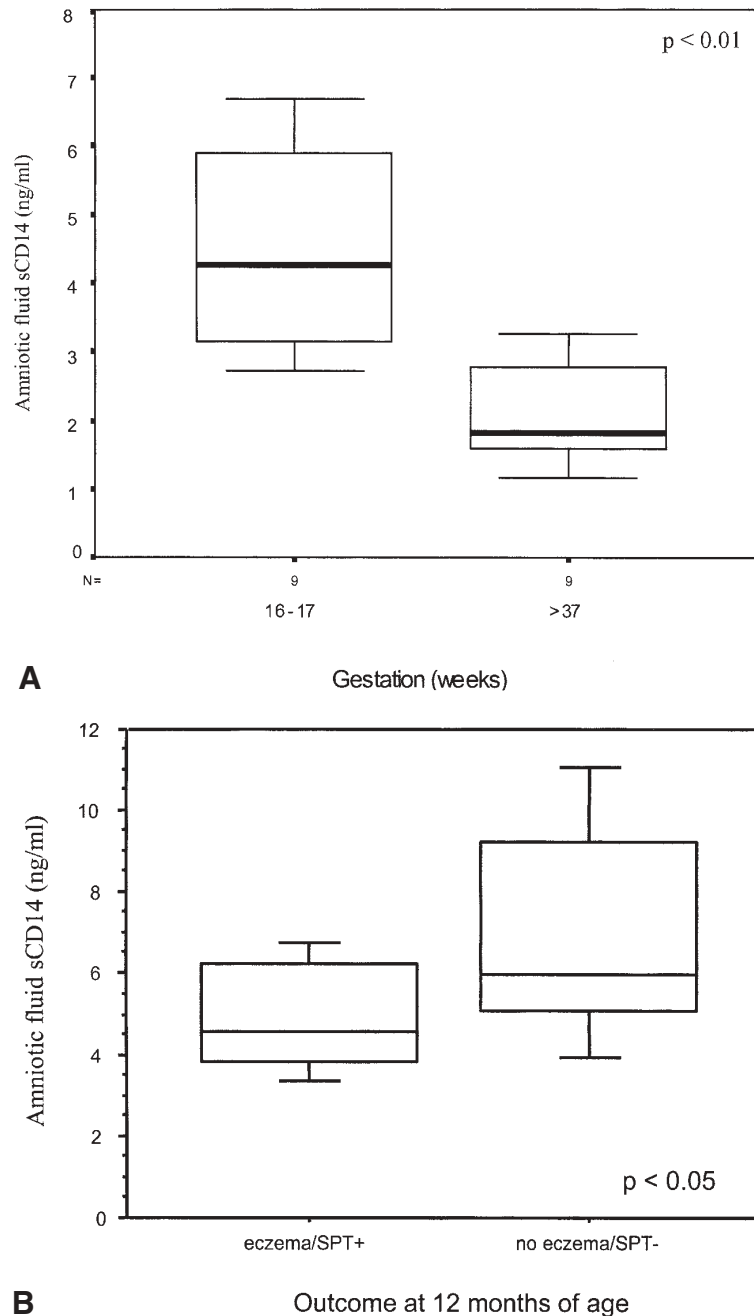 8
p < 0.01
7
6
5
4
3
2
1
0
Amniotic fluid sCD14 (ng/ml)
N= 9 9
16-17 >37
A Gestation (weeks)
12
10
8
6
4
2
0
Amniotic fluid sCD14 (ng/ml)
p < 0.05
eczema/SPT+ no eczema/SPT-
B Outcome at 12 months of age